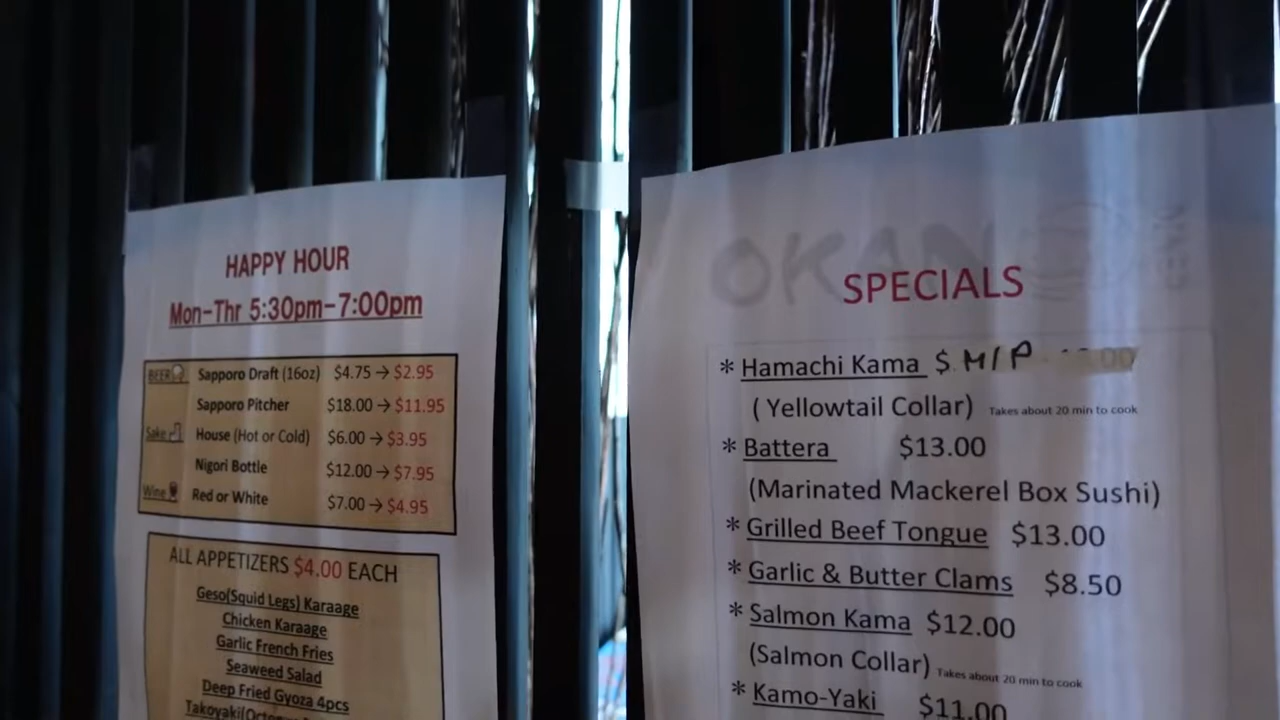 HAPPY HOUR
Mon-Thr 5:30pm-7:00pm
BEER Sapporo Draft (16oz) $4.75 → $2.95
Sapporo Pitcher $18.00 → $11.95
Sake House (Hot or Cold) $6.00 → $3.95
Nigori Bottle $12.00 → $7.95
Wine Red or White $7.00 → $4.95
ALL APPETIZERS $4.00 EACH
Geso(Squid Legs) Karaage
Chicken Karaage
Garlic French Fries
Seaweed Salad
Deep Fried Gyoza 4pcs
OKAN
SPECIALS
* Hamachi Kama $ M/P
( Yellowtail Collar) Takes about 20 min to cook
* Battera $13.00
(Marinated Mackerel Box Sushi)
* Grilled Beef Tongue $13.00
* Garlic & Butter Clams $8.50
* Salmon Kama $12.00
(Salmon Collar) Takes about 20 min to cook
* Kamo-Yaki $11.00